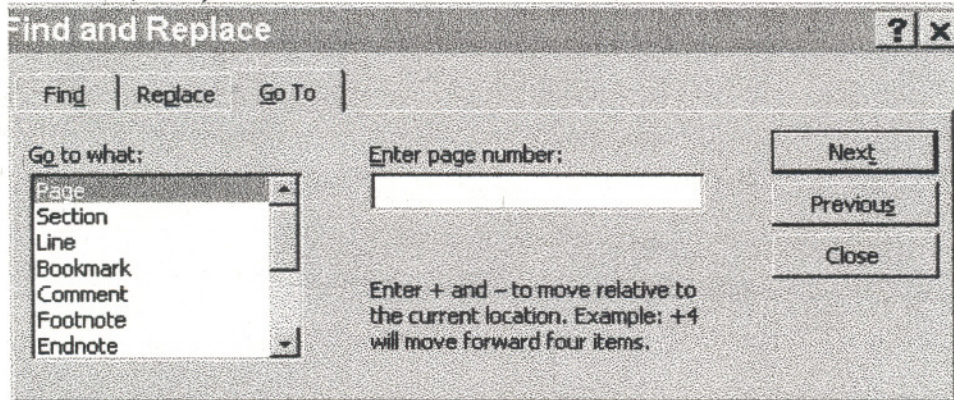 Find and Replace
? ×
Find
Replace
Go To
Go to what:
Page
Section
Line
Bookmark
Comment
Footnote
Endnote
Enter page number:
Enter + and – to move relative to
the current location. Example: +4
will move forward four items.
Next
Previous
Close